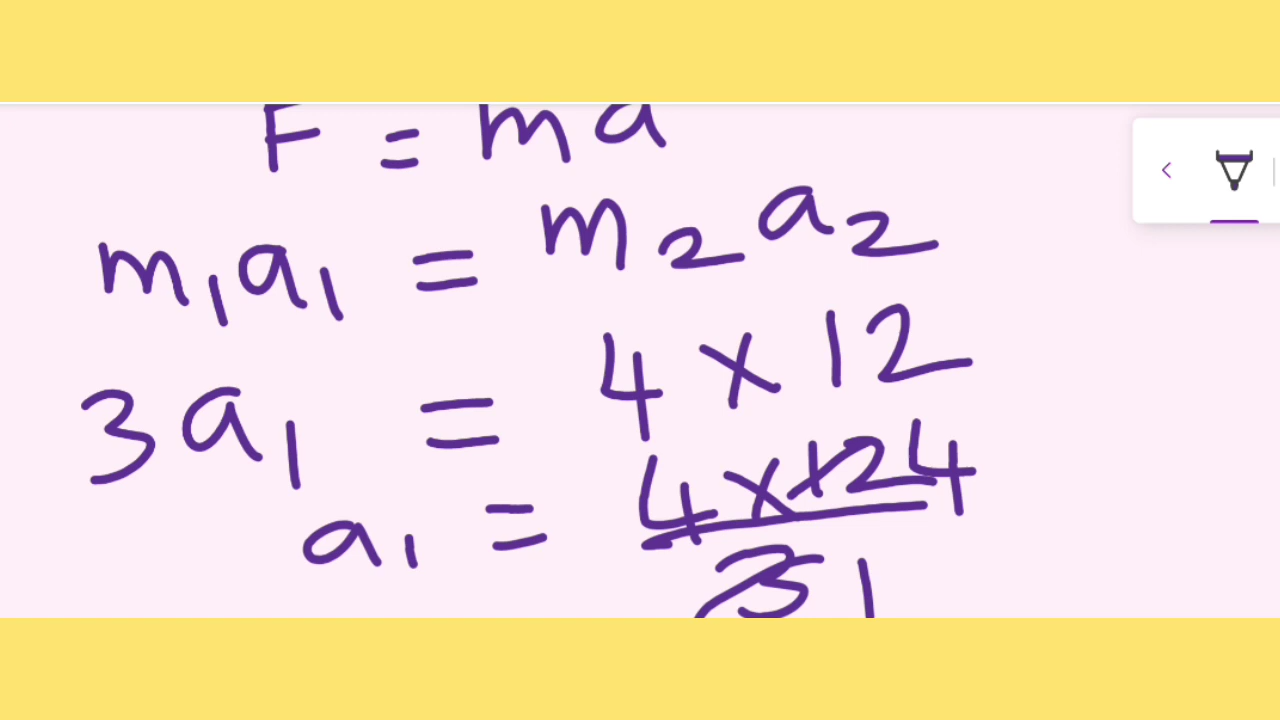 F = ma
m₁a₁ = m₂a₂
3a₁ = 4 × 12
a₁ = 4 × 12 4
3 1